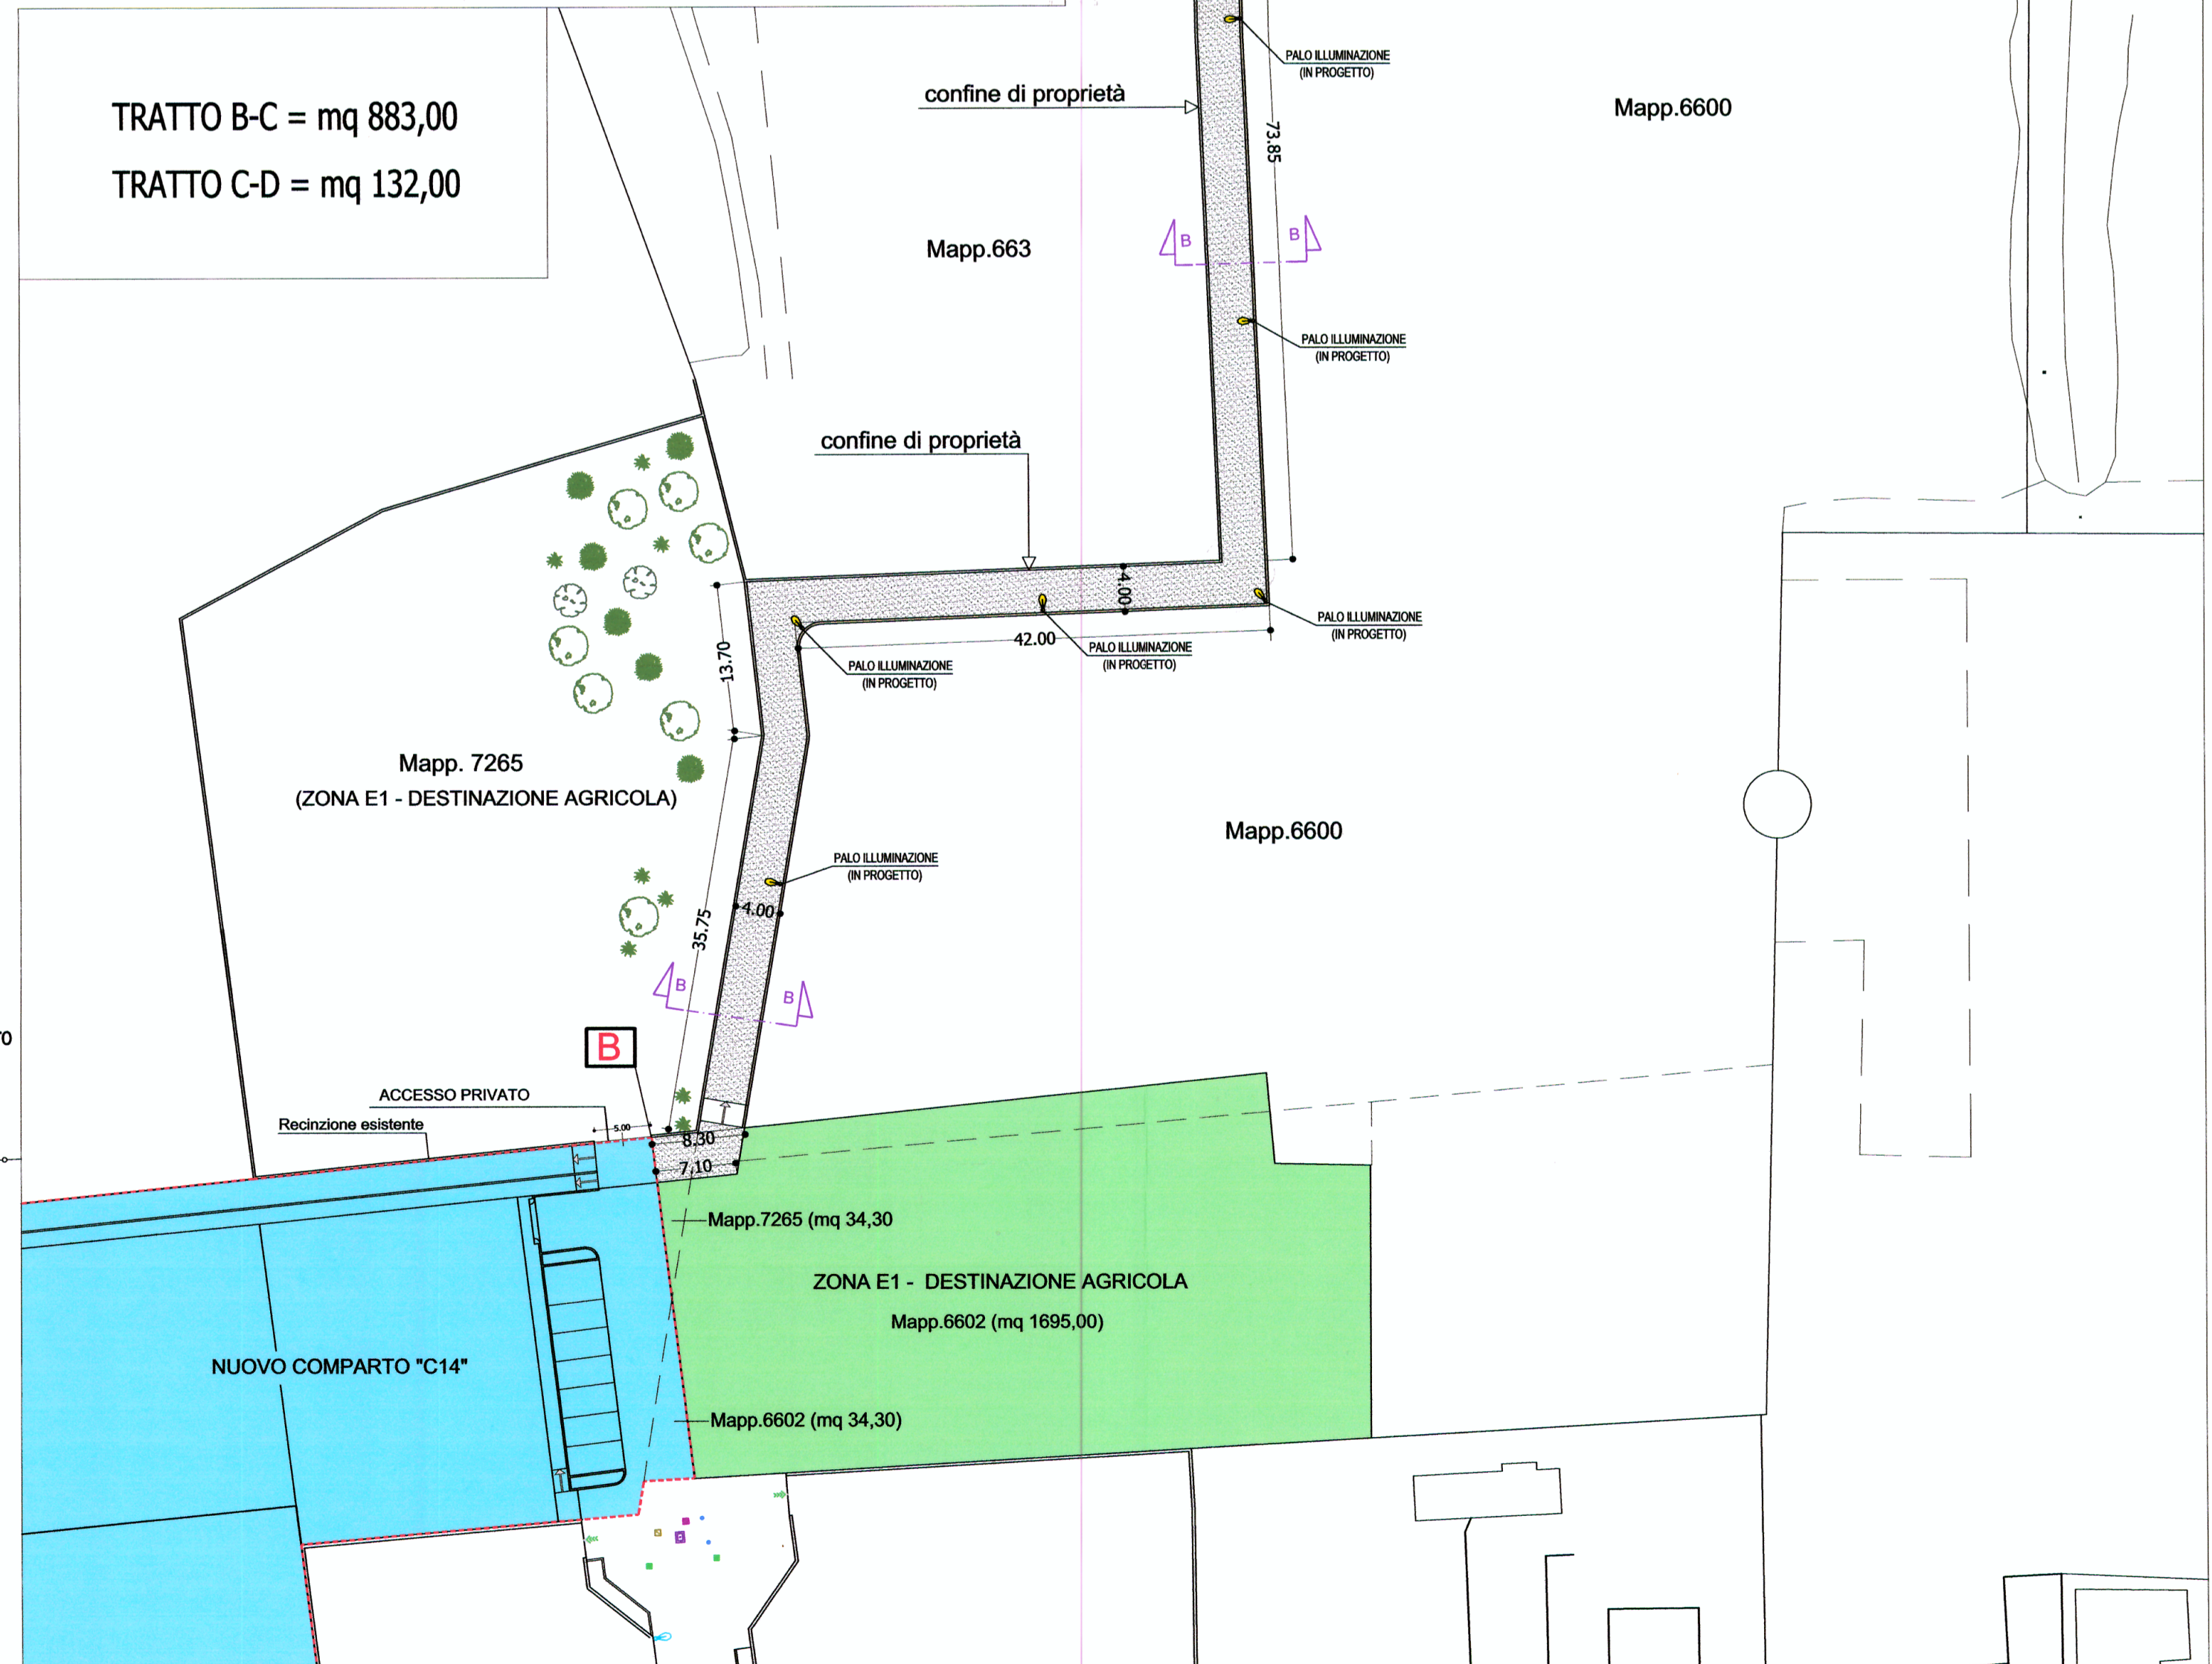 TRATTO B-C = mq 883,00
TRATTO C-D = mq 132,00
PALO ILLUMINAZIONE
(IN PROGETTO)
confine di proprietà
73.85
Mapp.6600
Mapp.663
B
B
PALO ILLUMINAZIONE
(IN PROGETTO)
confine di proprietà
4.00
42.00
PALO ILLUMINAZIONE
(IN PROGETTO)
PALO ILLUMINAZIONE
(IN PROGETTO)
PALO ILLUMINAZIONE
(IN PROGETTO)
13.70
Mapp. 7265
(ZONA E1 - DESTINAZIONE AGRICOLA)
Mapp.6600
PALO ILLUMINAZIONE
(IN PROGETTO)
4.00
35.75
B
B
B
ACCESSO PRIVATO
Recinzione esistente
5.00
8.30
7.10
Mapp.7265 (mq 34,30
ZONA E1 - DESTINAZIONE AGRICOLA
Mapp.6602 (mq 1695,00)
NUOVO COMPARTO "C14"
Mapp.6602 (mq 34,30)